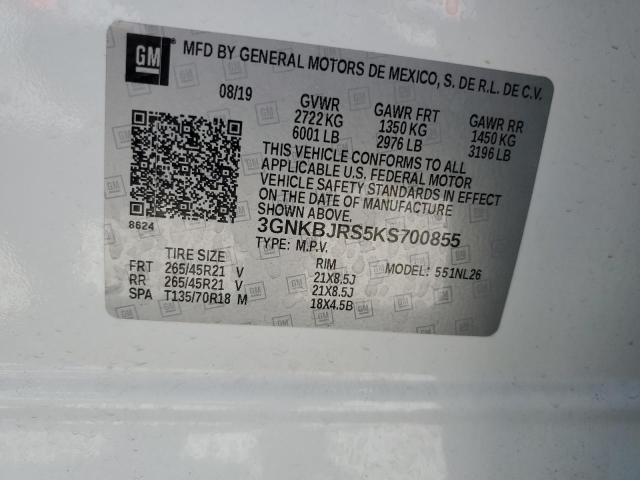 GM MFD BY GENERAL MOTORS DE MEXICO, S. DE R.L. DE C.V.
08/19 GVWR GAWR FRT GAWR RR
2722 KG 1350 KG 1450 KG
6001 LB 2976 LB 3196 LB
THIS VEHICLE CONFORMS TO ALL
APPLICABLE U.S. FEDERAL MOTOR
VEHICLE SAFETY STANDARDS IN EFFECT
ON THE DATE OF MANUFACTURE
SHOWN ABOVE.
8624
3GNKBJRS5KS700855
TYPE: M.P.V. MODEL: 551NL26
TIRE SIZE RIM
FRT 265/45R21 V 21X8.5J
RR 265/45R21 V 21X8.5J
SPA T135/70R18 M 18X4.5B